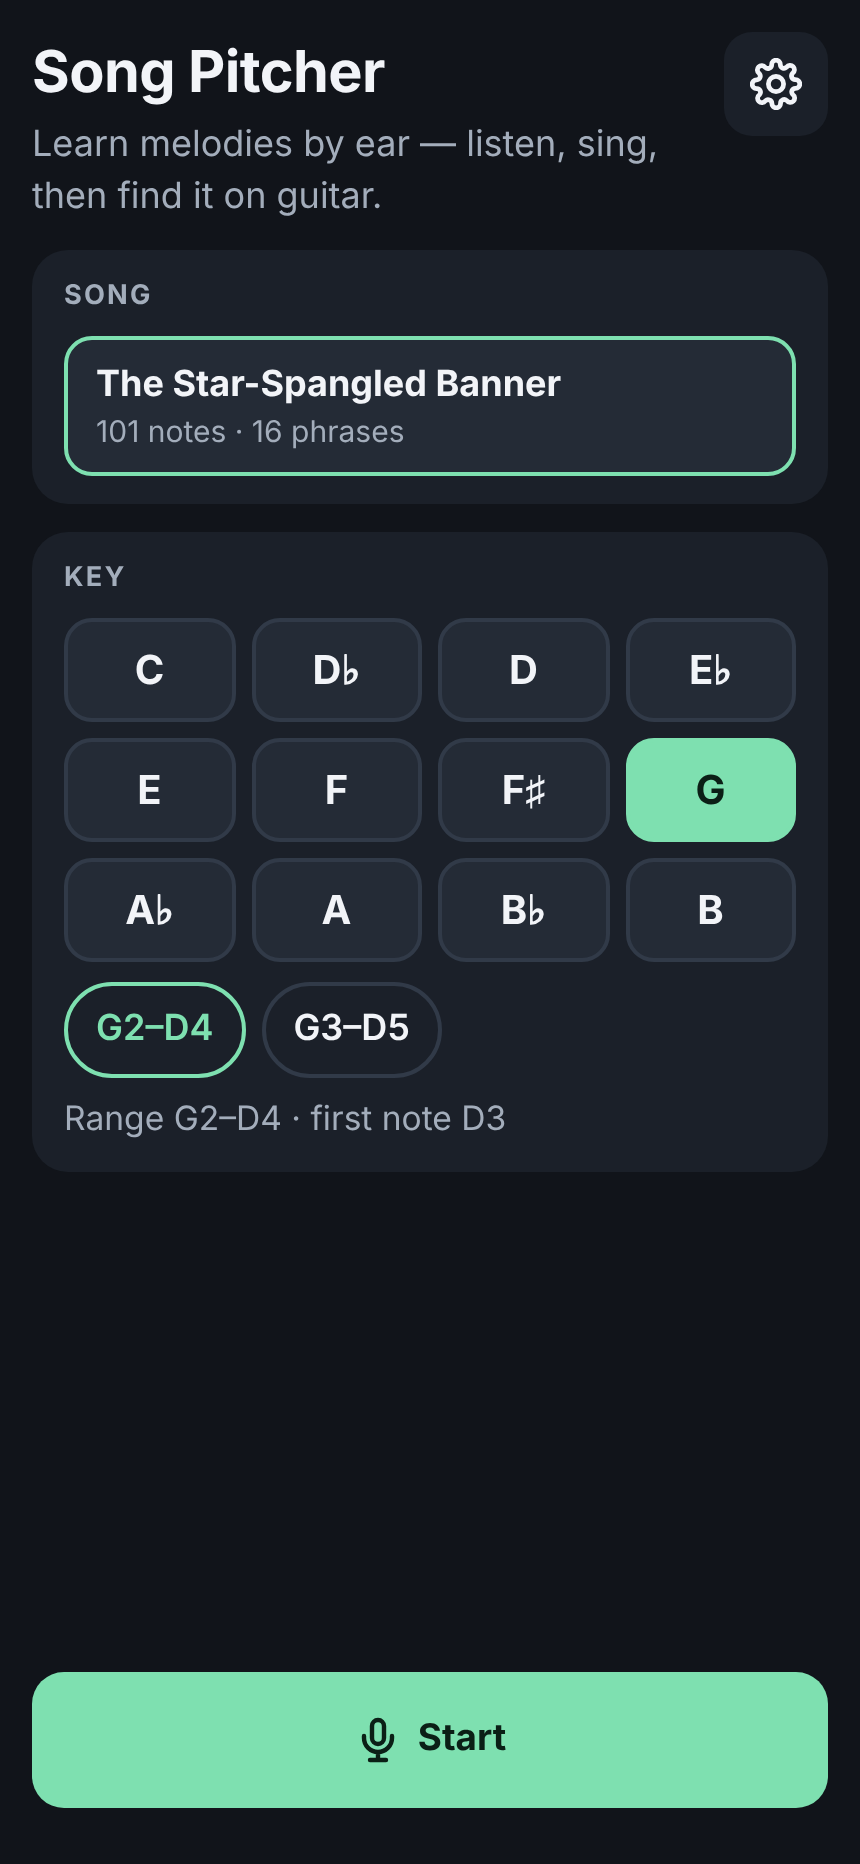 Song Pitcher
Learn melodies by ear — listen, sing,
then find it on guitar.
SONG
The Star-Spangled Banner
101 notes · 16 phrases
KEY
C D♭ D E♭
E F F♯ G
A♭ A B♭ B
G2–D4 G3–D5
Range G2–D4 · first note D3
Start